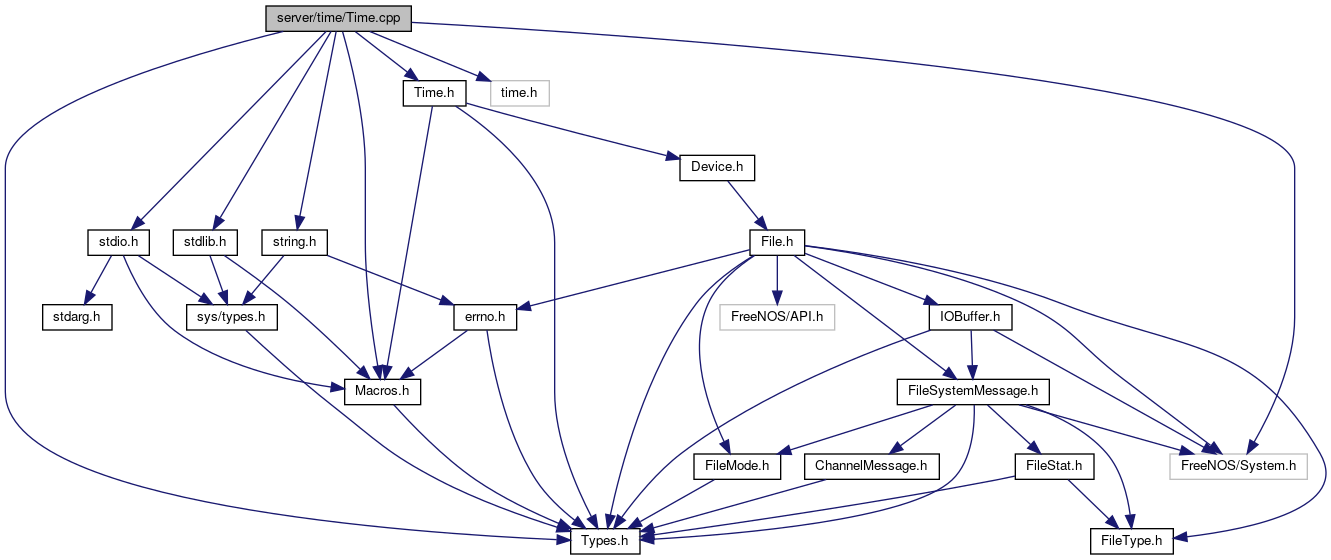 server/time/Time.cpp
Time.h
time.h
Device.h
stdio.h
stdlib.h
string.h
File.h
stdarg.h
sys/types.h
errno.h
FreeNOS/API.h
IOBuffer.h
Macros.h
FileSystemMessage.h
FileMode.h
ChannelMessage.h
FileStat.h
FreeNOS/System.h
Types.h
FileType.h